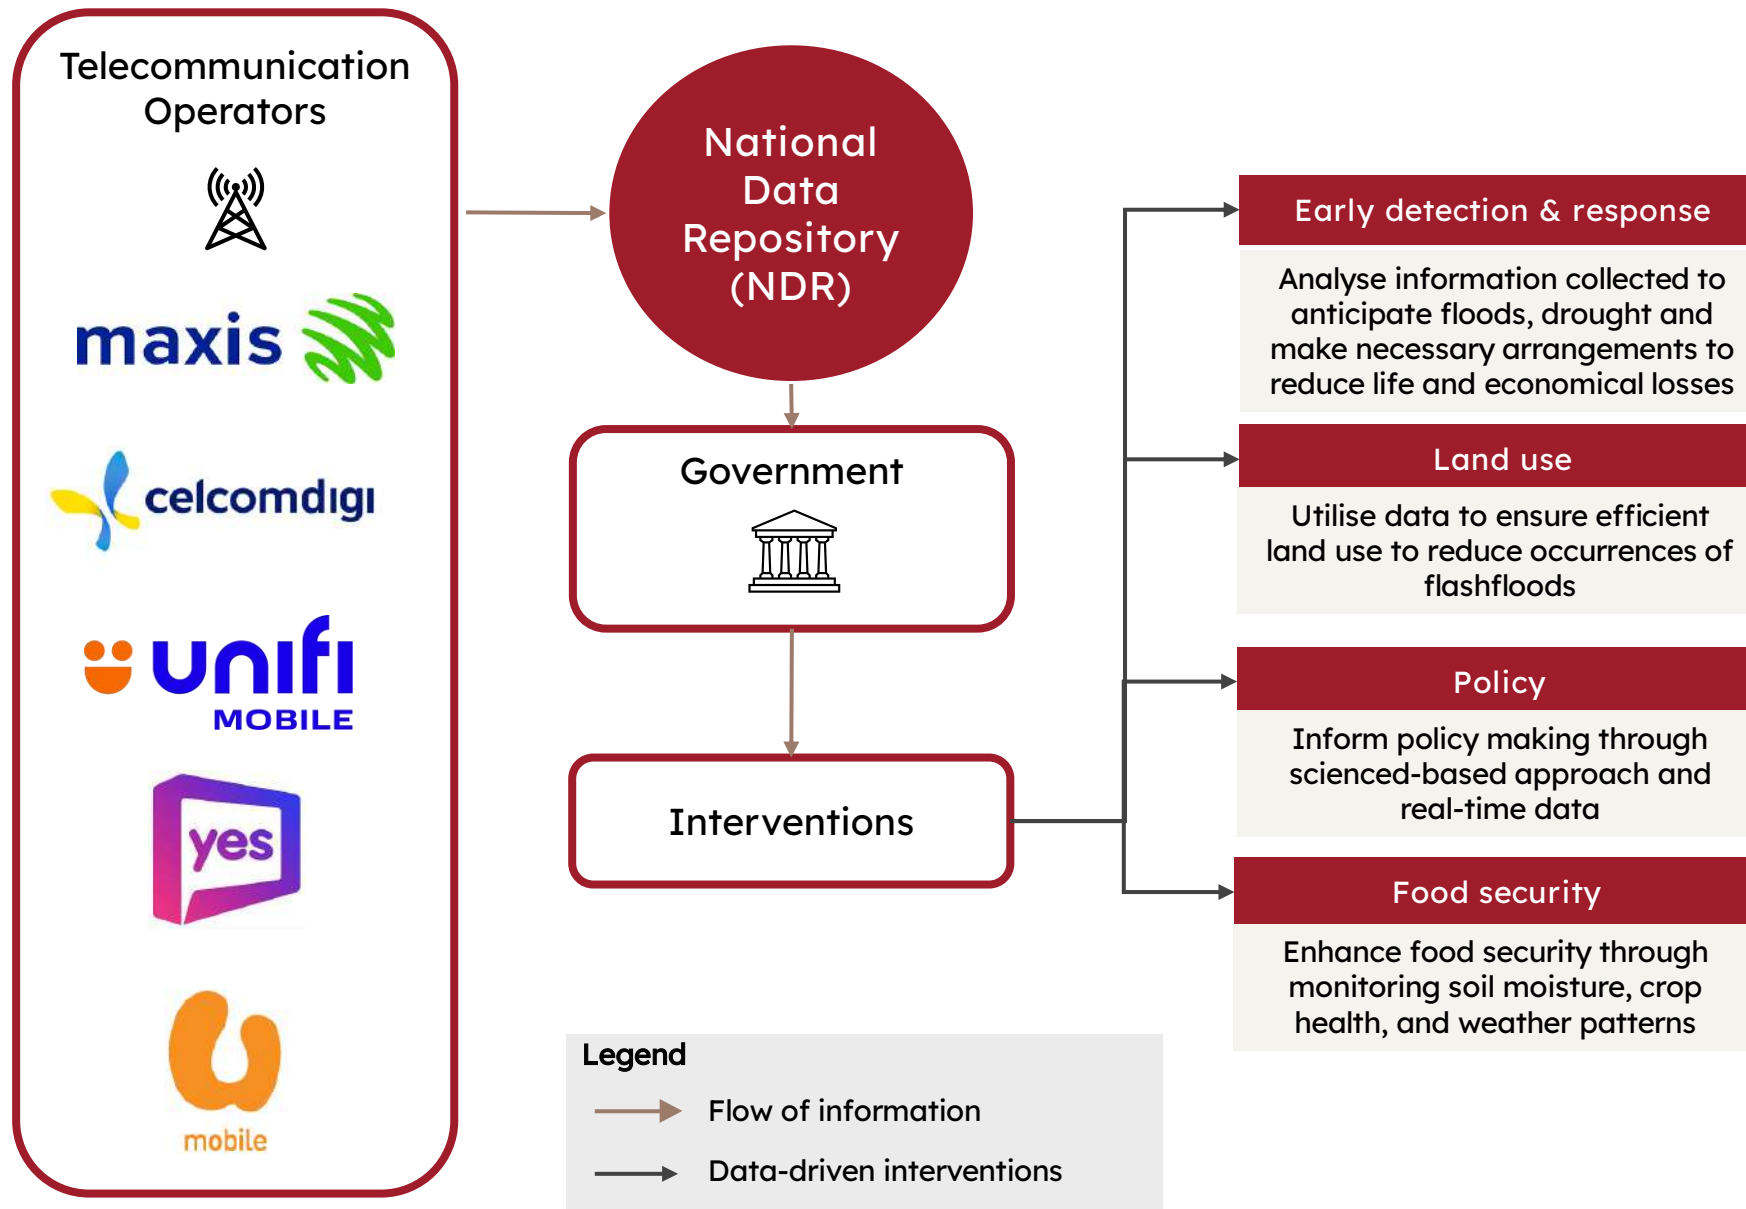 Telecommunication
Operators
maxis
celcomdigi
unifi
MOBILE
yes
mobile
National
Data
Repository
(NDR)
Government
Interventions
Early detection & response
Analyse information collected to
anticipate floods, drought and
make necessary arrangements to
reduce life and economical losses
Land use
Utilise data to ensure efficient
land use to reduce occurrences of
flashfloods
Policy
Inform policy making through
scienced-based approach and
real-time data
Food security
Enhance food security through
monitoring soil moisture, crop
health, and weather patterns
Legend
Flow of information
Data-driven interventions